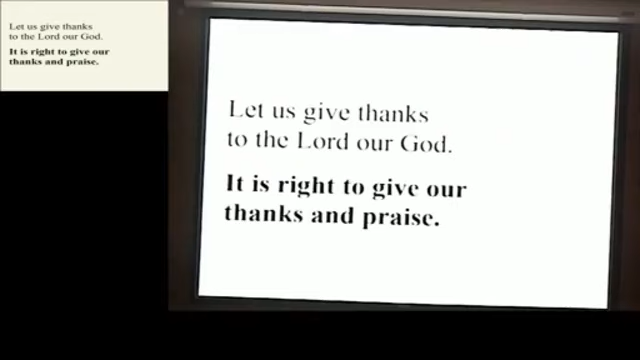 Let us give thanks
to the Lord our God.
It is right to give our
thanks and praise.
Let us give thanks
to the Lord our God.
It is right to give our
thanks and praise.